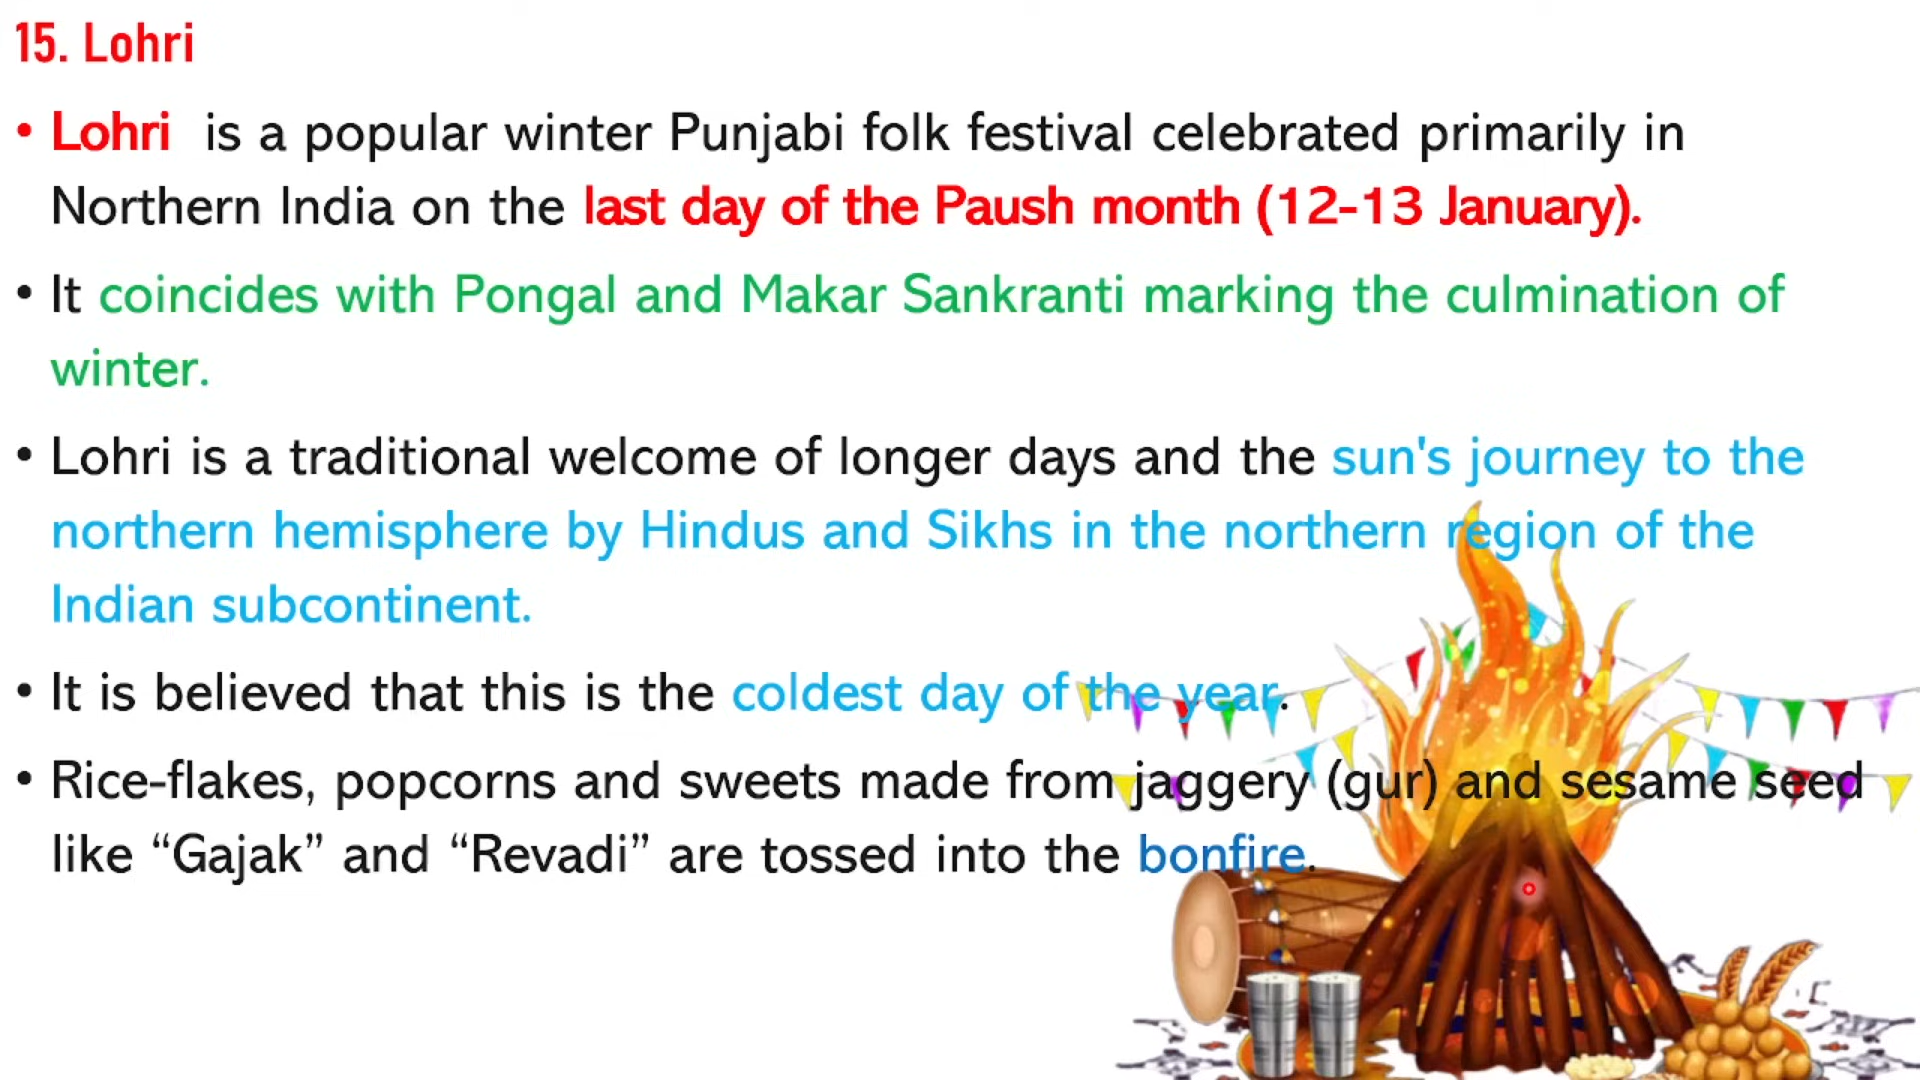 15. Lohri
• Lohri is a popular winter Punjabi folk festival celebrated primarily in
Northern India on the last day of the Paush month (12-13 January).
• It coincides with Pongal and Makar Sankranti marking the culmination of
winter.
• Lohri is a traditional welcome of longer days and the sun's journey to the
northern hemisphere by Hindus and Sikhs in the northern region of the
Indian subcontinent.
• It is believed that this is the coldest day of the year.
• Rice-flakes, popcorns and sweets made from jaggery (gur) and sesame seed
like “Gajak” and “Revadi” are tossed into the bonfire.